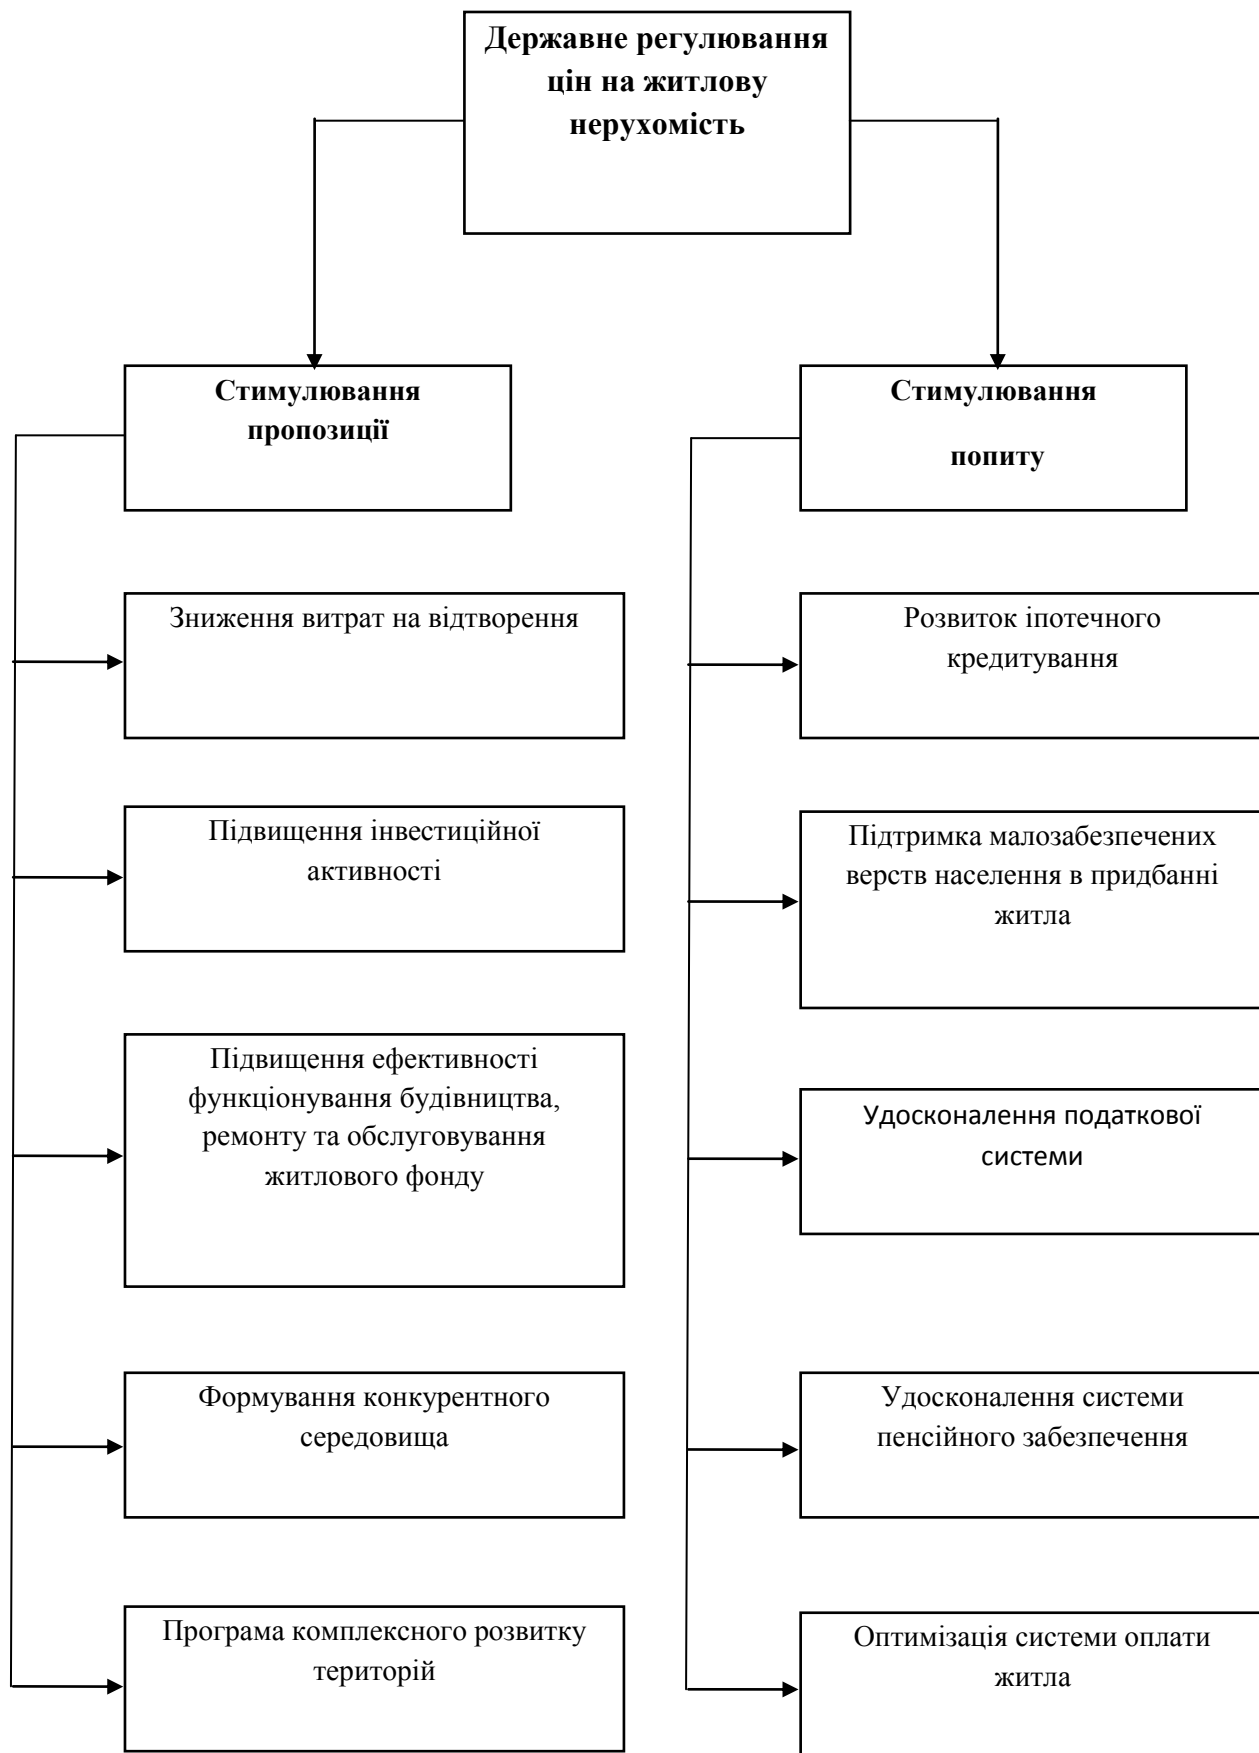 Державне регулювання
цін на житлову
нерухомість
Стимулювання
пропозиції
Зниження витрат на відтворення
Підвищення інвестиційної
активності
Підвищення ефективності
функціонування будівництва,
ремонту та обслуговування
житлового фонду
Формування конкурентного
середовища
Програма комплексного розвитку
територій
Стимулювання
попиту
Розвиток іпотечного
кредитування
Підтримка малозабезпечених
верств населення в придбанні
житла
Удосконалення податкової
системи
Удосконалення системи
пенсійного забезпечення
Оптимізація системи оплати
житла